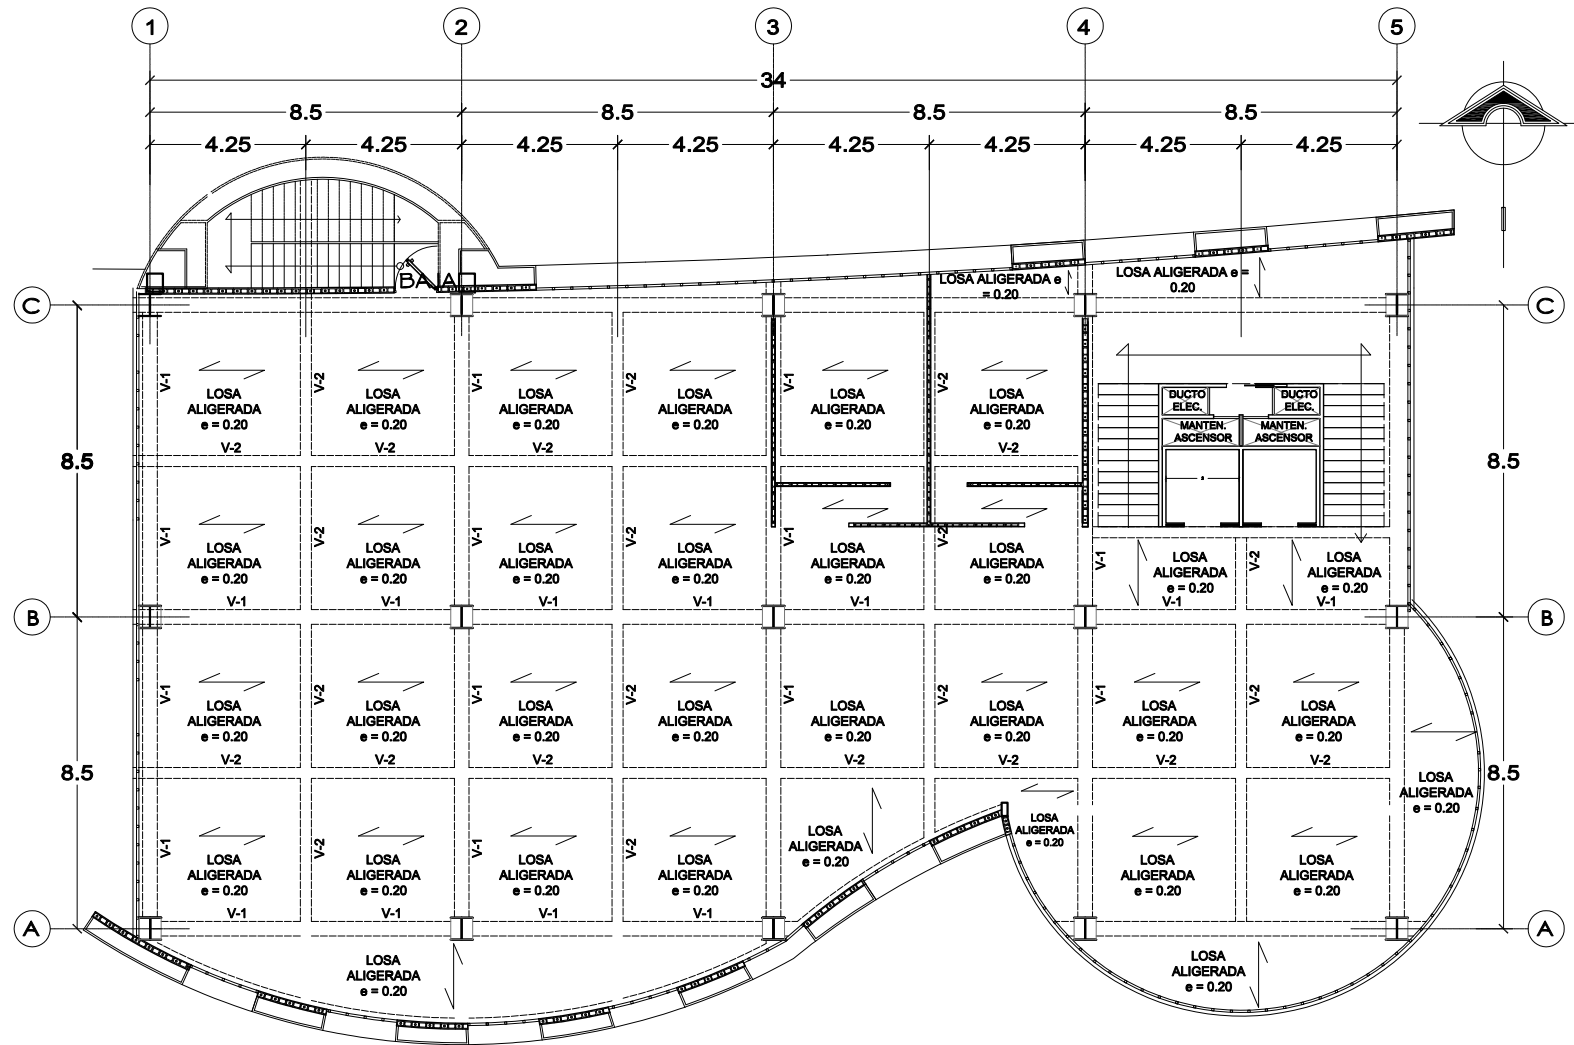 1 2 3 4 5
34
8.5 8.5 8.5 8.5
4.25 4.25 4.25 4.25 4.25 4.25 4.25 4.25
BAJA
LOSA ALIGERADA e
= 0.20
LOSA ALIGERADA e =
0.20
C C
V-1 V-2 V-1 V-2 V-1 V-2
LOSA LOSA LOSA LOSA LOSA LOSA
ALIGERADA ALIGERADA ALIGERADA ALIGERADA ALIGERADA ALIGERADA
e = 0.20 e = 0.20 e = 0.20 e = 0.20 e = 0.20 e = 0.20
V-2 V-2 V-2 V-2
DUCTO DUCTO
ELEC. ELEC.
MANTEN. MANTEN.
ASCENSOR ASCENSOR
8.5 8.5
V-1 V-2 V-1 V-2 V-1 V-2 V-1 V-2
LOSA LOSA LOSA LOSA LOSA LOSA LOSA LOSA
ALIGERADA ALIGERADA ALIGERADA ALIGERADA ALIGERADA ALIGERADA ALIGERADA ALIGERADA
e = 0.20 e = 0.20 e = 0.20 e = 0.20 e = 0.20 e = 0.20 e = 0.20 e = 0.20
V-1 V-1 V-1 V-1 V-1 V-1 V-1
B B
V-1 V-2 V-1 V-2 V-1 V-2 V-1 V-2
LOSA LOSA LOSA LOSA LOSA LOSA LOSA LOSA
ALIGERADA ALIGERADA ALIGERADA ALIGERADA ALIGERADA ALIGERADA ALIGERADA ALIGERADA
e = 0.20 e = 0.20 e = 0.20 e = 0.20 e = 0.20 e = 0.20 e = 0.20 e = 0.20
V-2 V-2 V-2 V-2 V-2 V-2 V-2 V-2
8.5 8.5
LOSA
ALIGERADA
e = 0.20
V-1 V-2 V-1 V-2
LOSA LOSA LOSA LOSA LOSA LOSA LOSA LOSA
ALIGERADA ALIGERADA ALIGERADA ALIGERADA ALIGERADA ALIGERADA ALIGERADA ALIGERADA
e = 0.20 e = 0.20 e = 0.20 e = 0.20 e = 0.20 e = 0.20 e = 0.20 e = 0.20
V-1 V-1 V-1 V-1
A A
LOSA LOSA
ALIGERADA ALIGERADA
e = 0.20 e = 0.20